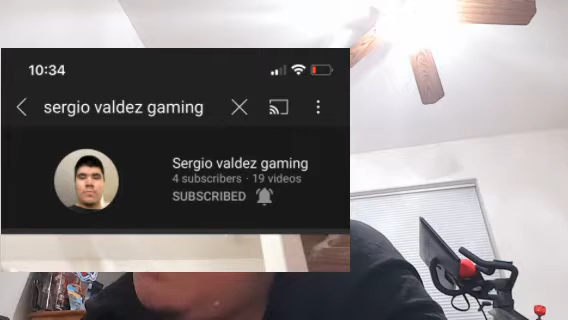 10:34
sergio valdez gaming
Sergio valdez gaming
4 subscribers · 19 videos
SUBSCRIBED